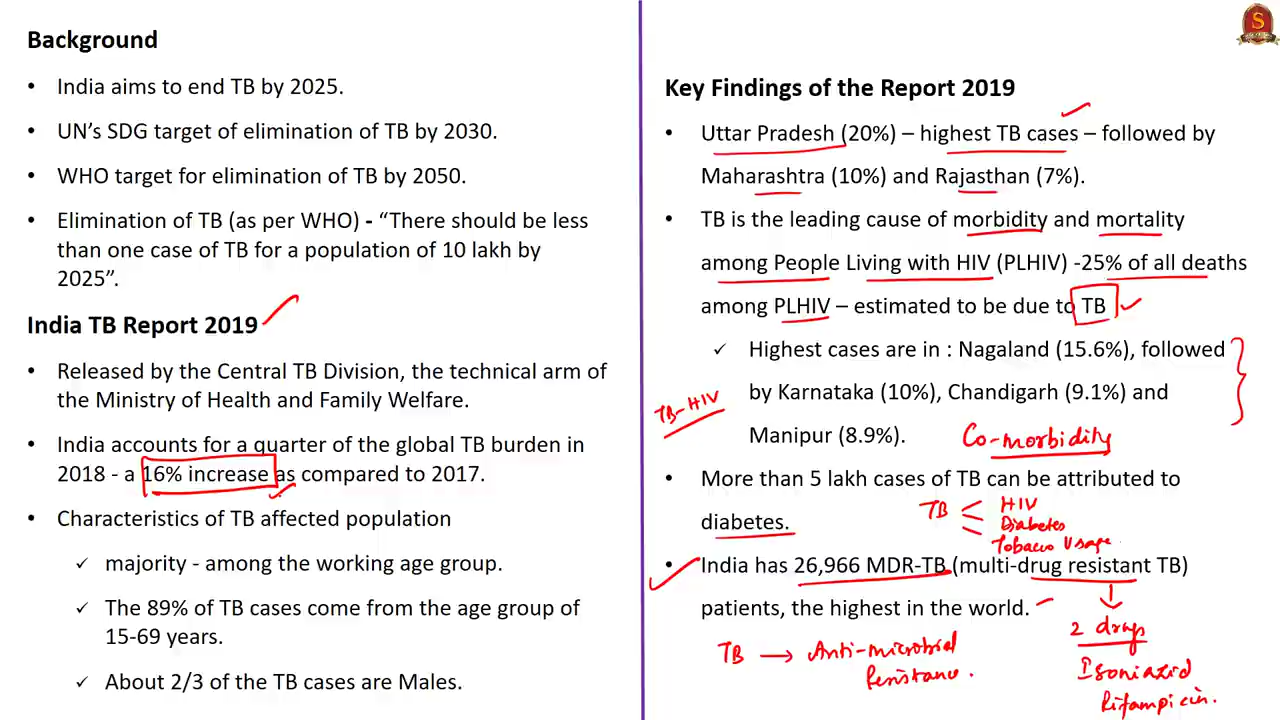 Background
• India aims to end TB by 2025.
• UN's SDG target of elimination of TB by 2030.
• WHO target for elimination of TB by 2050.
• Elimination of TB (as per WHO) - “There should be less
than one case of TB for a population of 10 lakh by
2025”.
India TB Report 2019
• Released by the Central TB Division, the technical arm of
the Ministry of Health and Family Welfare.
• India accounts for a quarter of the global TB burden in
2018 - a 16% increase as compared to 2017.
• Characteristics of TB affected population
✓ majority - among the working age group.
✓ The 89% of TB cases come from the age group of
15-69 years.
✓ About 2/3 of the TB cases are Males.
S
Key Findings of the Report 2019
• Uttar Pradesh (20%) – highest TB cases – followed by
Maharashtra (10%) and Rajasthan (7%).
• TB is the leading cause of morbidity and mortality
among People Living with HIV (PLHIV) -25% of all deaths
among PLHIV – estimated to be due to TB
✓ Highest cases are in : Nagaland (15.6%), followed
by Karnataka (10%), Chandigarh (9.1%) and
Manipur (8.9%).
TB-HIV
Co-morbidity
• More than 5 lakh cases of TB can be attributed to
diabetes.
TB < HIV
Diabetes
Tobacco Usage
• India has 26,966 MDR-TB (multi-drug resistant TB)
patients, the highest in the world.
2 drugs
Isoniazid
Rifampicin.
TB → Anti-microbial
Resistance.